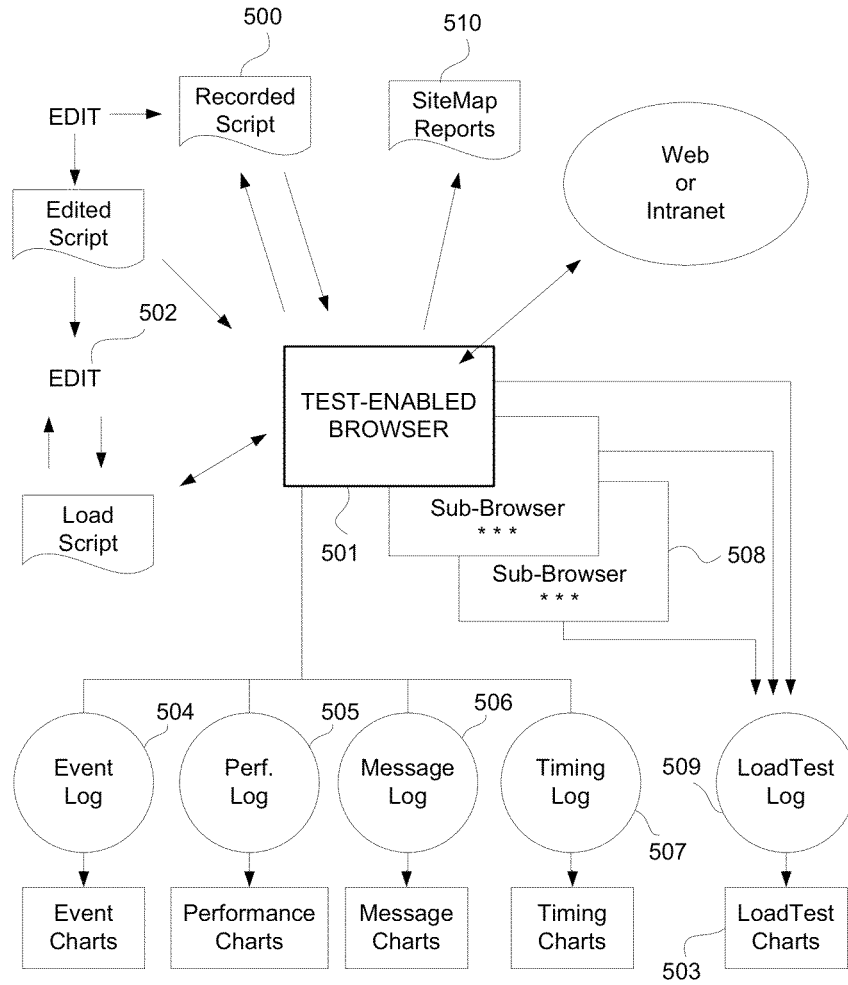 500
510
Recorded
Script
SiteMap
Reports
EDIT
Web
or
Intranet
Edited
Script
502
EDIT
TEST-ENABLED
BROWSER
Load
Script
501
Sub-Browser
* * *
508
Sub-Browser
* * *
504
505
506
Event
Log
Perf.
Log
Message
Log
Timing
Log
507
509
LoadTest
Log
Event
Charts
Performance
Charts
Message
Charts
Timing
Charts
LoadTest
Charts
503